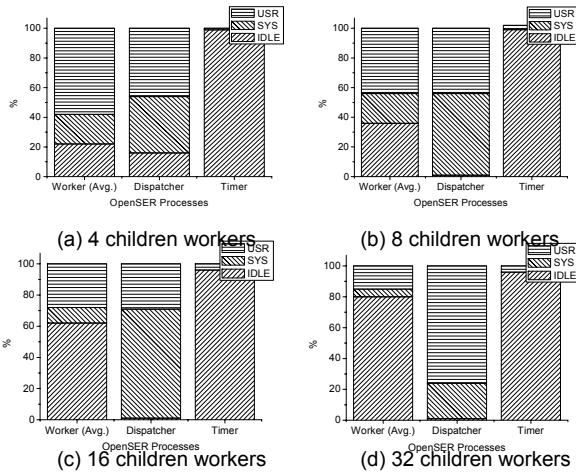 USR
SYS
IDLE
100
80
60
40
20
0
%
Worker (Avg.) Dispatcher Timer
OpenSER Processes
(a) 4 children workers
USR
SYS
IDLE
100
80
60
40
20
0
%
Worker (Avg.) Dispatcher Timer
OpenSER Processes
(b) 8 children workers
USR
SYS
IDLE
100
80
60
40
20
0
%
Worker (Avg.) Dispatcher Timer
OpenSER Processes
(c) 16 children workers
USR
SYS
IDLE
100
80
60
40
20
0
%
Worker (Avg.) Dispatcher Timer
OpenSER Processes
(d) 32 children workers